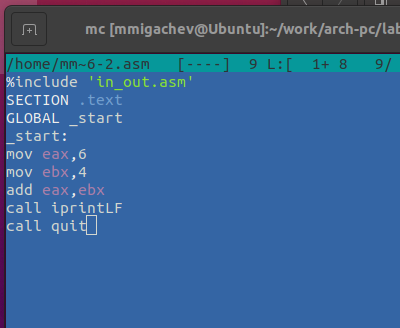 mc [mmigachev@Ubuntu]:~/work/arch-pc/lab
/home/mm~6-2.asm   [----]  9 L:[  1+ 8   9/
%include 'in_out.asm'
SECTION .text
GLOBAL _start
_start:
mov eax,6
mov ebx,4
add eax,ebx
call iprintLF
call quit